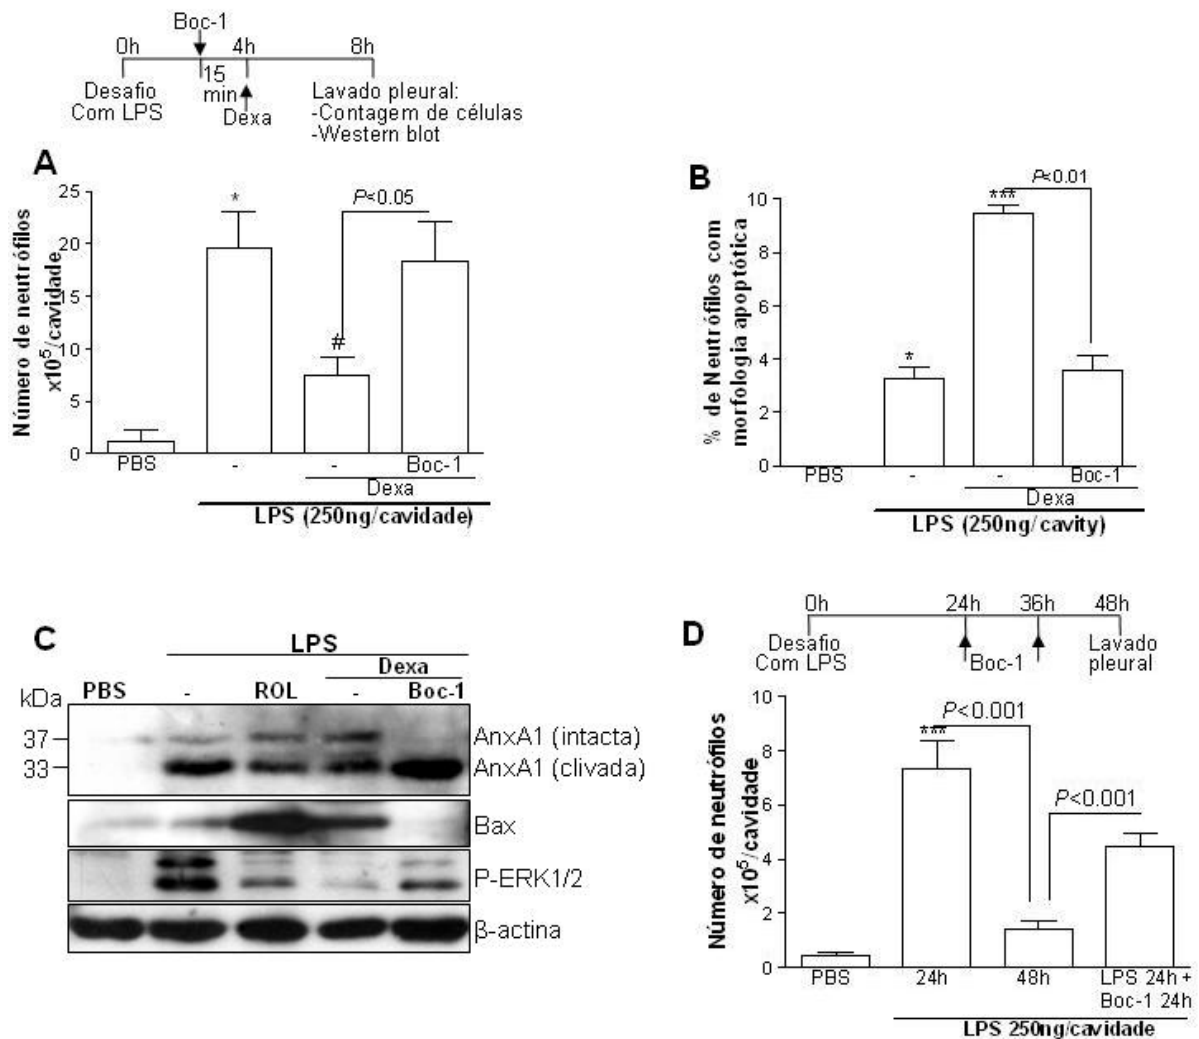 Boc-1
0h 4h 8h
15
min
Desafio
Com LPS
Dexa
Lavado pleural:
-Contagem de células
-Western blot
A
Número de neutrófilos
x10⁵/cavidade
25
20
15
10
5
0
*
#
P<0.05
PBS - - Boc-1
Dexa
LPS (250ng/cavidade)
B
% de Neutrófilos com
morfologia apoptótica
10
8
6
4
2
0
*
***
P<0.01
PBS - - Boc-1
Dexa
LPS (250ng/cavity)
C
LPS
Dexa
kDa PBS - ROL - Boc-1
37 AnxA1 (intacta)
33 AnxA1 (clivada)
Bax
P-ERK1/2
β-actina
D
0h 24h 36h 48h
Desafio
Com LPS
Boc-1
Lavado
pleural
Número de neutrófilos
x10⁵/cavidade
10
8
6
4
2
0
***
P<0.001
P<0.001
PBS 24h 48h LPS 24h +
Boc-1 24h
LPS 250ng/cavidade